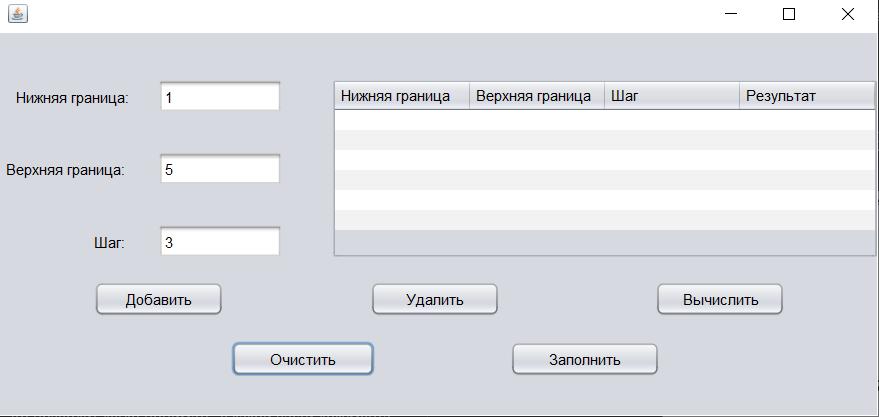 Нижняя граница: 1
Верхняя граница: 5
Шаг: 3
Нижняя граница Верхняя граница Шаг Результат
Добавить Удалить Вычислить
Очистить Заполнить